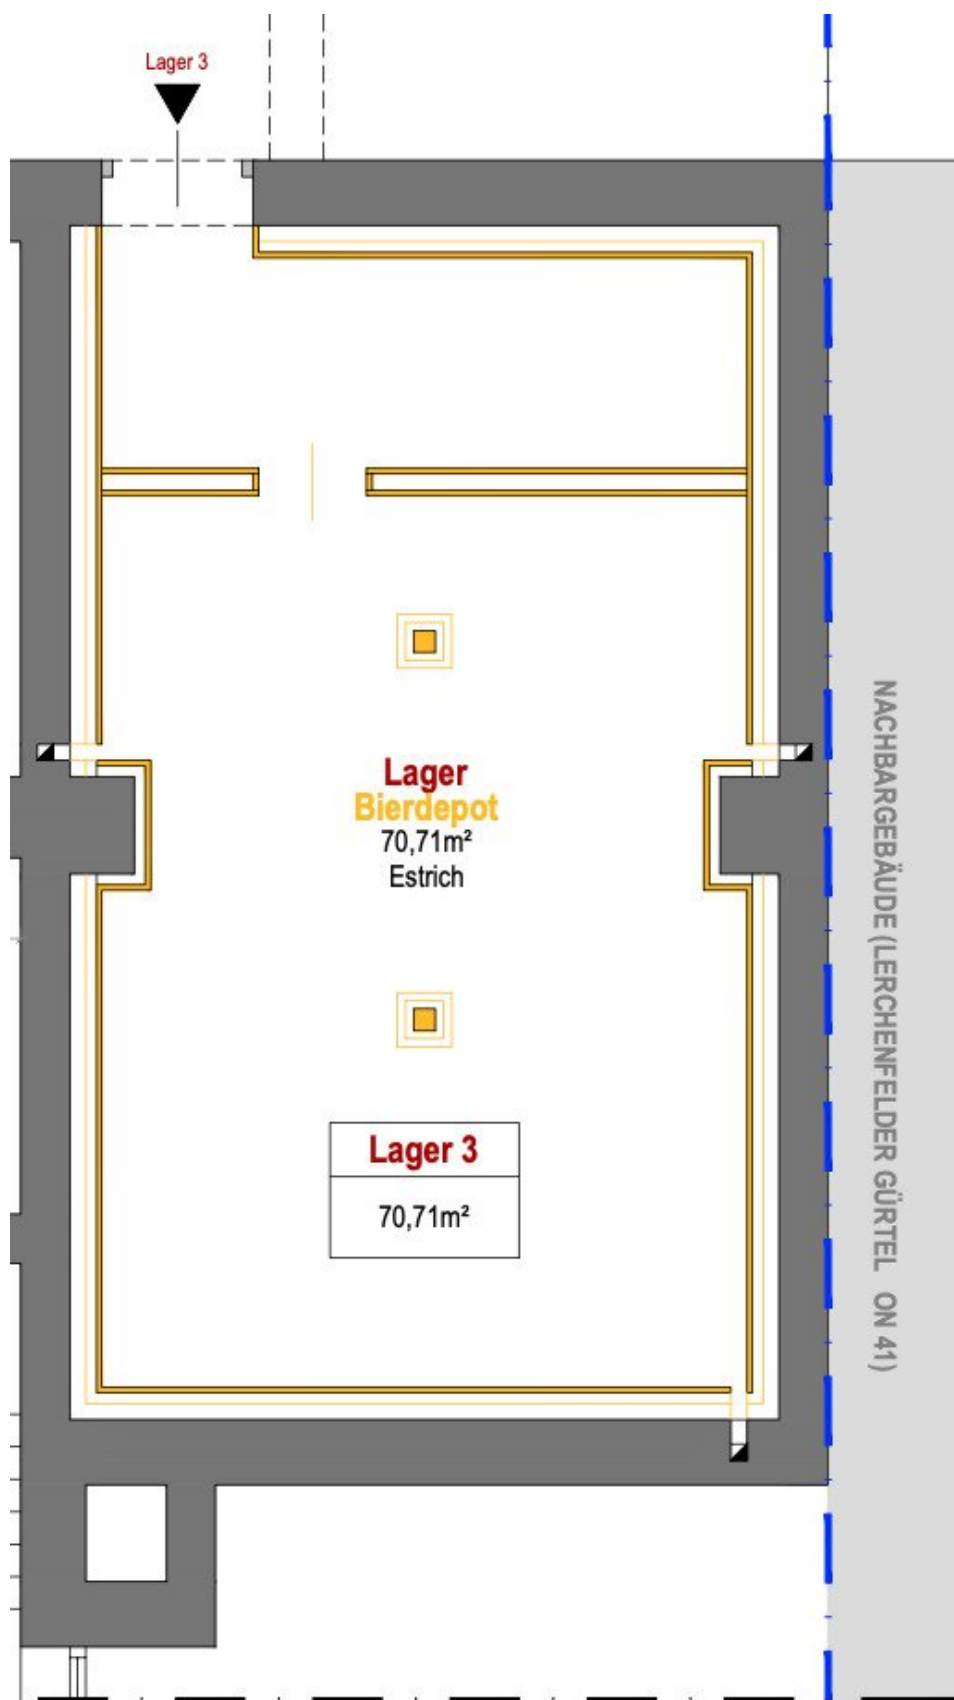 Lager 3
Lager
Bierdepot
70,71m²
Estrich
Lager 3
70,71m²
NACHBARGEBÄUDE (LERCHENFELDER GÜRTEL ON 41)